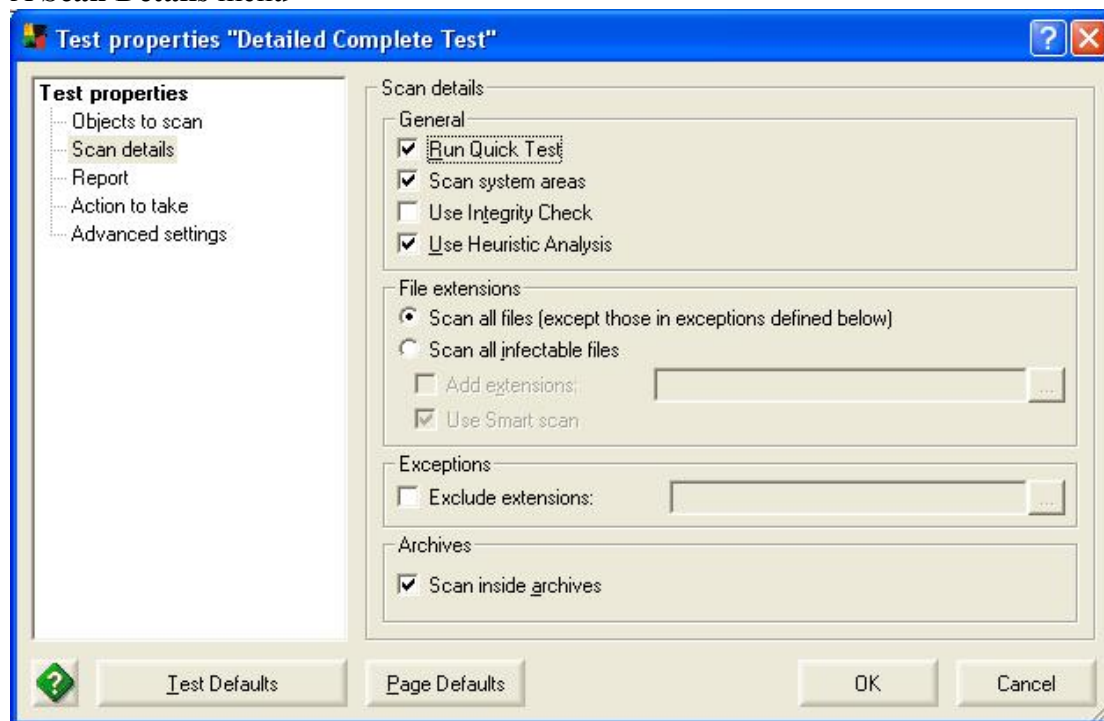 Test properties "Detailed Complete Test"
Test properties
Objects to scan
Scan details
Report
Action to take
Advanced settings
Scan details
General
Run Quick Test
Scan system areas
Use Integrity Check
Use Heuristic Analysis
File extensions
Scan all files (except those in exceptions defined below)
Scan all infectable files
Add extensions:
...
Use Smart scan
Exceptions
Exclude extensions:
...
Archives
Scan inside archives
Test Defaults
Page Defaults
OK
Cancel